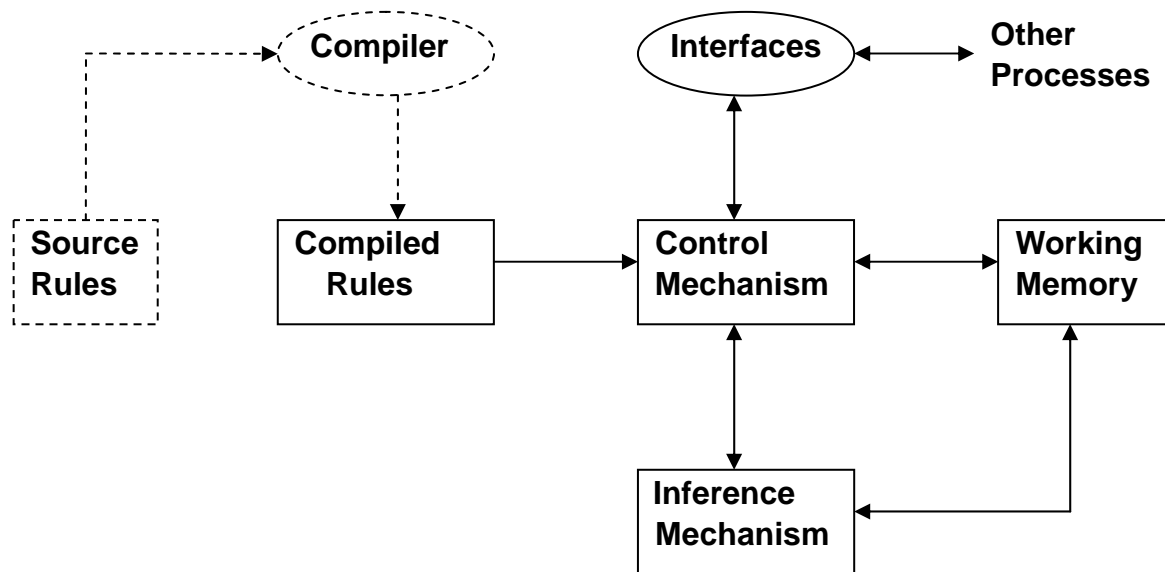 Compiler
Interfaces
Other
Processes
Source
Rules
Compiled
Rules
Control
Mechanism
Working
Memory
Inference
Mechanism